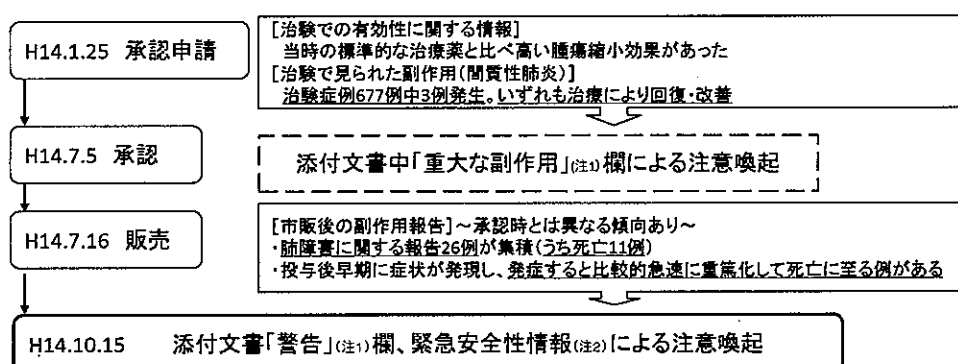 H14.1.25 承認申請
[治験での有効性に関する情報]
当時の標準的な治療薬と比べ高い腫瘍縮小効果があった
[治験で見られた副作用(間質性肺炎)]
治験症例677例中3例発生。いずれも治療により回復・改善
H14.7.5 承認
添付文書中「重大な副作用」(注1)欄による注意喚起
H14.7.16 販売
[市販後の副作用報告]～承認時とは異なる傾向あり～
・肺障害に関する報告26例が集積(うち死亡11例)
・投与後早期に症状が発現し、発症すると比較的急速に重篤化して死亡に至る例がある
H14.10.15 添付文書「警告」(注1)欄、緊急安全性情報(注2)による注意喚起